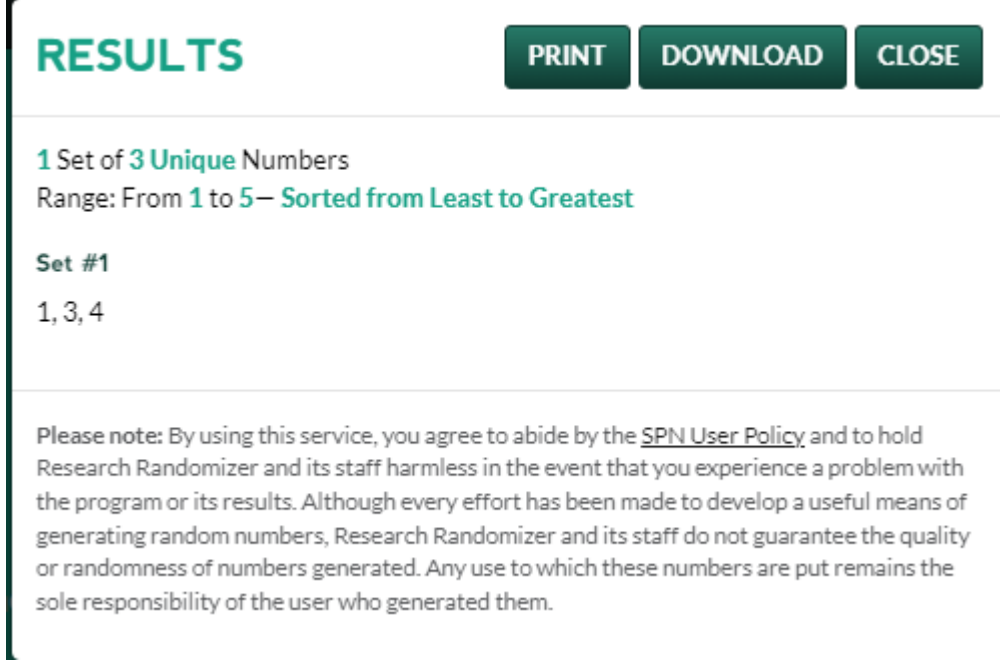 RESULTS
PRINT
DOWNLOAD
CLOSE
1 Set of 3 Unique Numbers
Range: From 1 to 5— Sorted from Least to Greatest
Set #1
1, 3, 4
Please note: By using this service, you agree to abide by the SPN User Policy and to hold
Research Randomizer and its staff harmless in the event that you experience a problem with
the program or its results. Although every effort has been made to develop a useful means of
generating random numbers, Research Randomizer and its staff do not guarantee the quality
or randomness of numbers generated. Any use to which these numbers are put remains the
sole responsibility of the user who generated them.